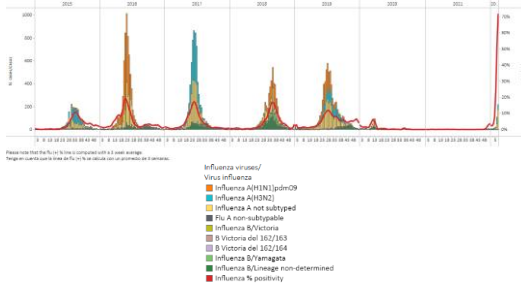 2015 2016 2017 2018 2019 2020 2021
1000
800
600
400
200
0
70%
60%
50%
40%
30%
20%
10%
0%
Please note that the flu (+) % line is computed with a 3 week average
Tenga en cuenta que la línea de flu (+) % se calcula con un promedio de 3 semanas.
Influenza viruses/
Virus influenza
Influenza A(H1N1)pdm09
Influenza A(H3N2)
Influenza A not subtyped
Flu A non-subtypable
Influenza B/Victoria
B Victoria del 162/163
B Victoria del 162/164
Influenza B/Yamagata
Influenza B/Lineage non-determined
Influenza % positivity